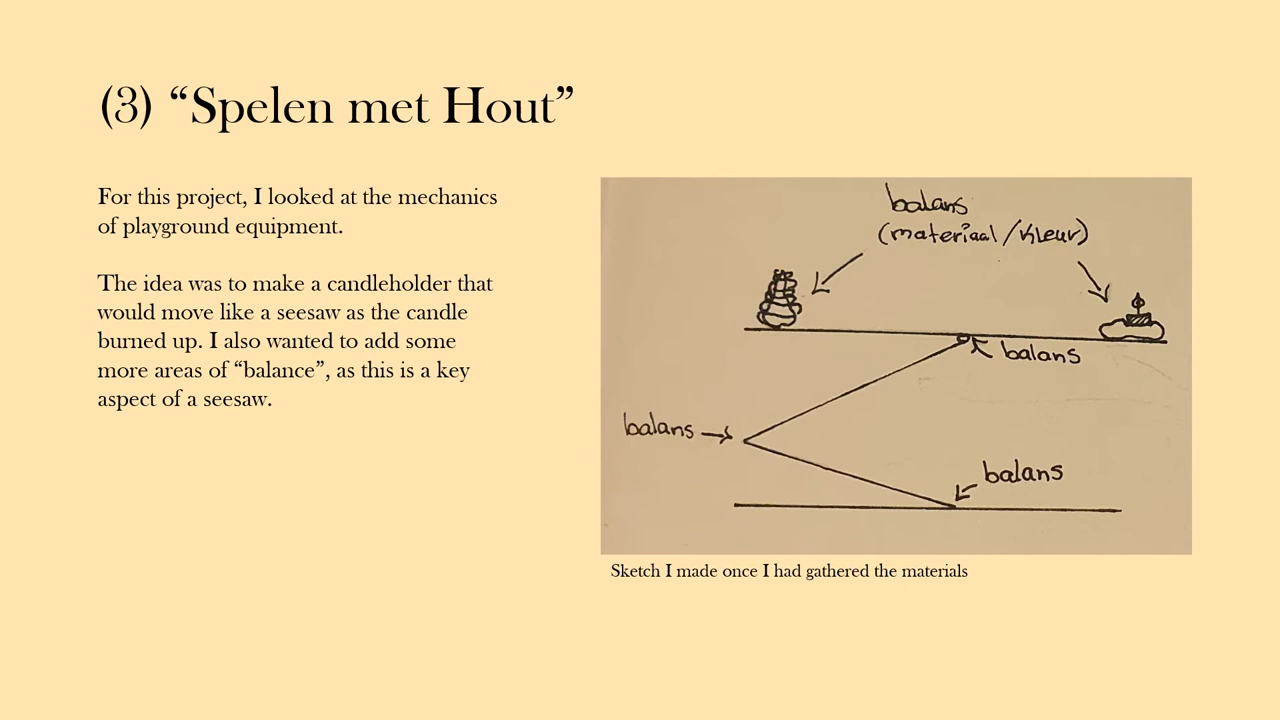 (3) “Spelen met Hout”
For this project, I looked at the mechanics
of playground equipment.
The idea was to make a candleholder that
would move like a seesaw as the candle
burned up. I also wanted to add some
more areas of “balance”, as this is a key
aspect of a seesaw.
balans
(materiaal/kleur)
balans
balans
balans
Sketch I made once I had gathered the materials